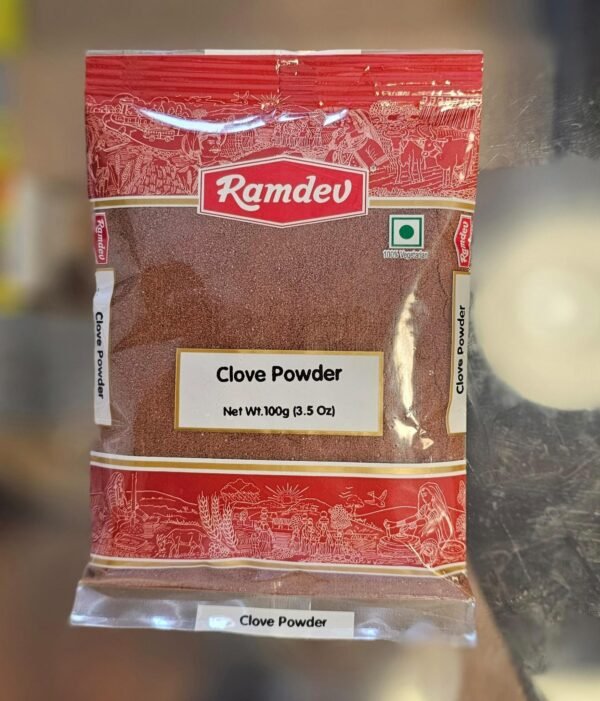 Ramdev
100% Vegetarian
Ramdev
Clove Powder
Ramdev
Clove Powder
Clove Powder
Net Wt.100g (3.5 Oz)
Clove Powder